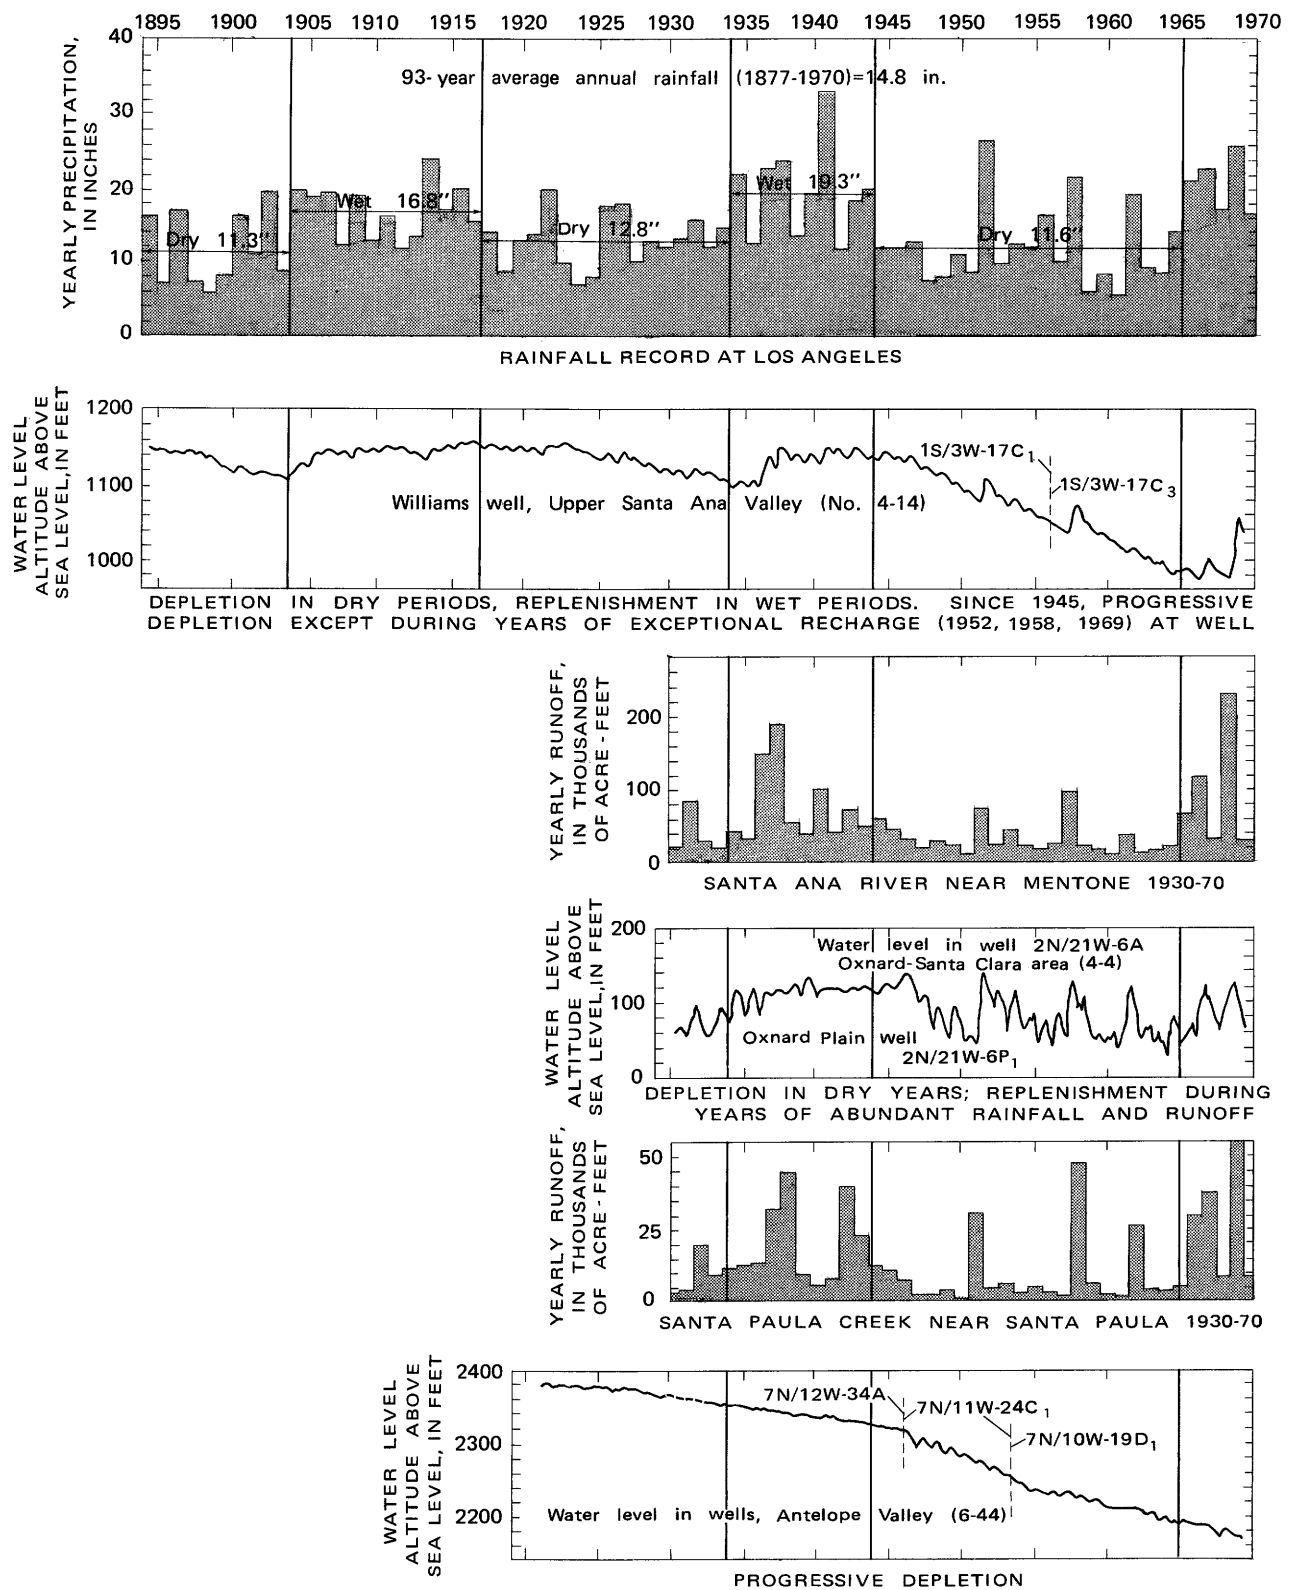 1895 1900 1905 1910 1915 1920 1925 1930 1935 1940 1945 1950 1955 1960 1965 1970
YEARLY PRECIPITATION,
IN INCHES
40
30
20
10
0
93-year average annual rainfall (1877-1970)=14.8 in.
Dry 11.3"
Wet 16.8"
Dry 12.8"
Wet 19.3"
Dry 11.6"
RAINFALL RECORD AT LOS ANGELES
WATER LEVEL
ALTITUDE ABOVE
SEA LEVEL, IN FEET
1200
1100
1000
1S/3W-17C1
1S/3W-17C3
Williams well, Upper Santa Ana Valley (No. 4-14)
DEPLETION IN DRY PERIODS, REPLENISHMENT IN WET PERIODS. SINCE 1945, PROGRESSIVE
DEPLETION EXCEPT DURING YEARS OF EXCEPTIONAL RECHARGE (1952, 1958, 1969) AT WELL
YEARLY RUNOFF,
IN THOUSANDS
OF ACRE-FEET
200
100
0
SANTA ANA RIVER NEAR MENTONE 1930-70
WATER LEVEL
ALTITUDE ABOVE
SEA LEVEL, IN FEET
200
100
0
Water level in well 2N/21W-6A
Oxnard-Santa Clara area (4-4)
Oxnard Plain well
2N/21W-6P1
DEPLETION IN DRY YEARS; REPLENISHMENT DURING
YEARS OF ABUNDANT RAINFALL AND RUNOFF
YEARLY RUNOFF,
IN THOUSANDS
OF ACRE-FEET
50
25
0
SANTA PAULA CREEK NEAR SANTA PAULA 1930-70
WATER LEVEL
ALTITUDE ABOVE
SEA LEVEL, IN FEET
2400
2300
2200
7N/12W-34A
7N/11W-24C1
7N/10W-19D1
Water level in wells, Antelope Valley (6-44)
PROGRESSIVE DEPLETION